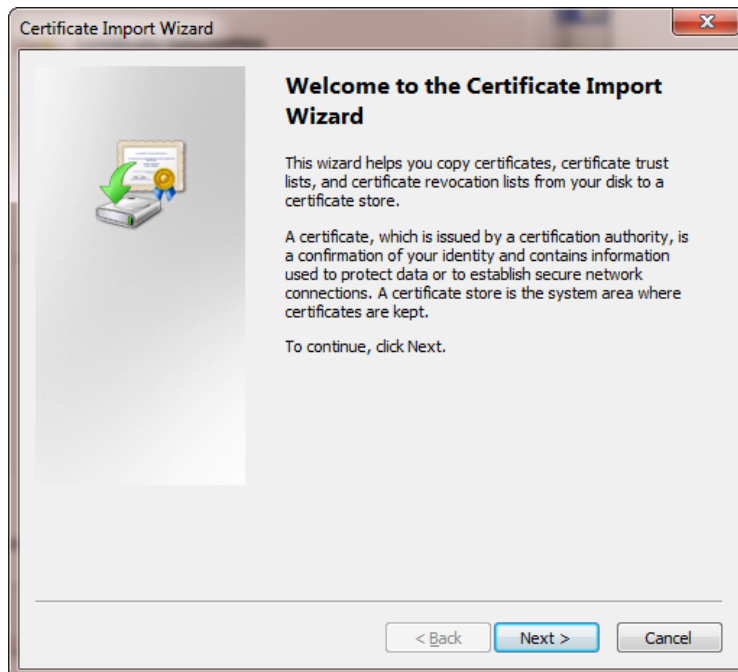 Certificate Import Wizard
Welcome to the Certificate Import
Wizard
This wizard helps you copy certificates, certificate trust
lists, and certificate revocation lists from your disk to a
certificate store.
A certificate, which is issued by a certification authority, is
a confirmation of your identity and contains information
used to protect data or to establish secure network
connections. A certificate store is the system area where
certificates are kept.
To continue, click Next.
< Back
Next >
Cancel